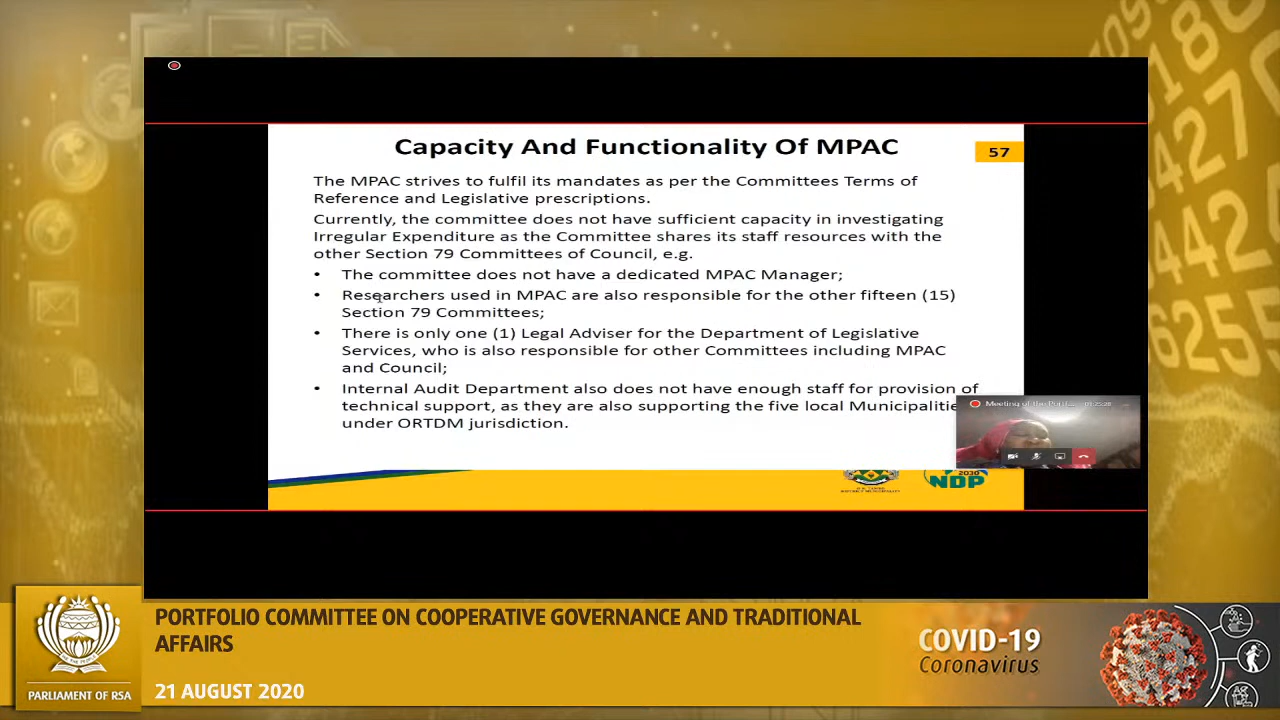 Capacity And Functionality Of MPAC
57
The MPAC strives to fulfil its mandates as per the Committees Terms of
Reference and Legislative prescriptions.
Currently, the committee does not have sufficient capacity in investigating
Irregular Expenditure as the Committee shares its staff resources with the
other Section 79 Committees of Council, e.g.
• The committee does not have a dedicated MPAC Manager;
• Researchers used in MPAC are also responsible for the other fifteen (15)
Section 79 Committees;
• There is only one (1) Legal Adviser for the Department of Legislative
Services, who is also responsible for other Committees including MPAC
and Council;
• Internal Audit Department also does not have enough staff for provision of
technical support, as they are also supporting the five local Municipalitie
under ORTDM jurisdiction.
Meeting of the
2030
NDP
PORTFOLIO COMMITTEE ON COOPERATIVE GOVERNANCE AND TRADITIONAL
AFFAIRS
21 AUGUST 2020
PARLIAMENT OF RSA
COVID-19
Coronavirus